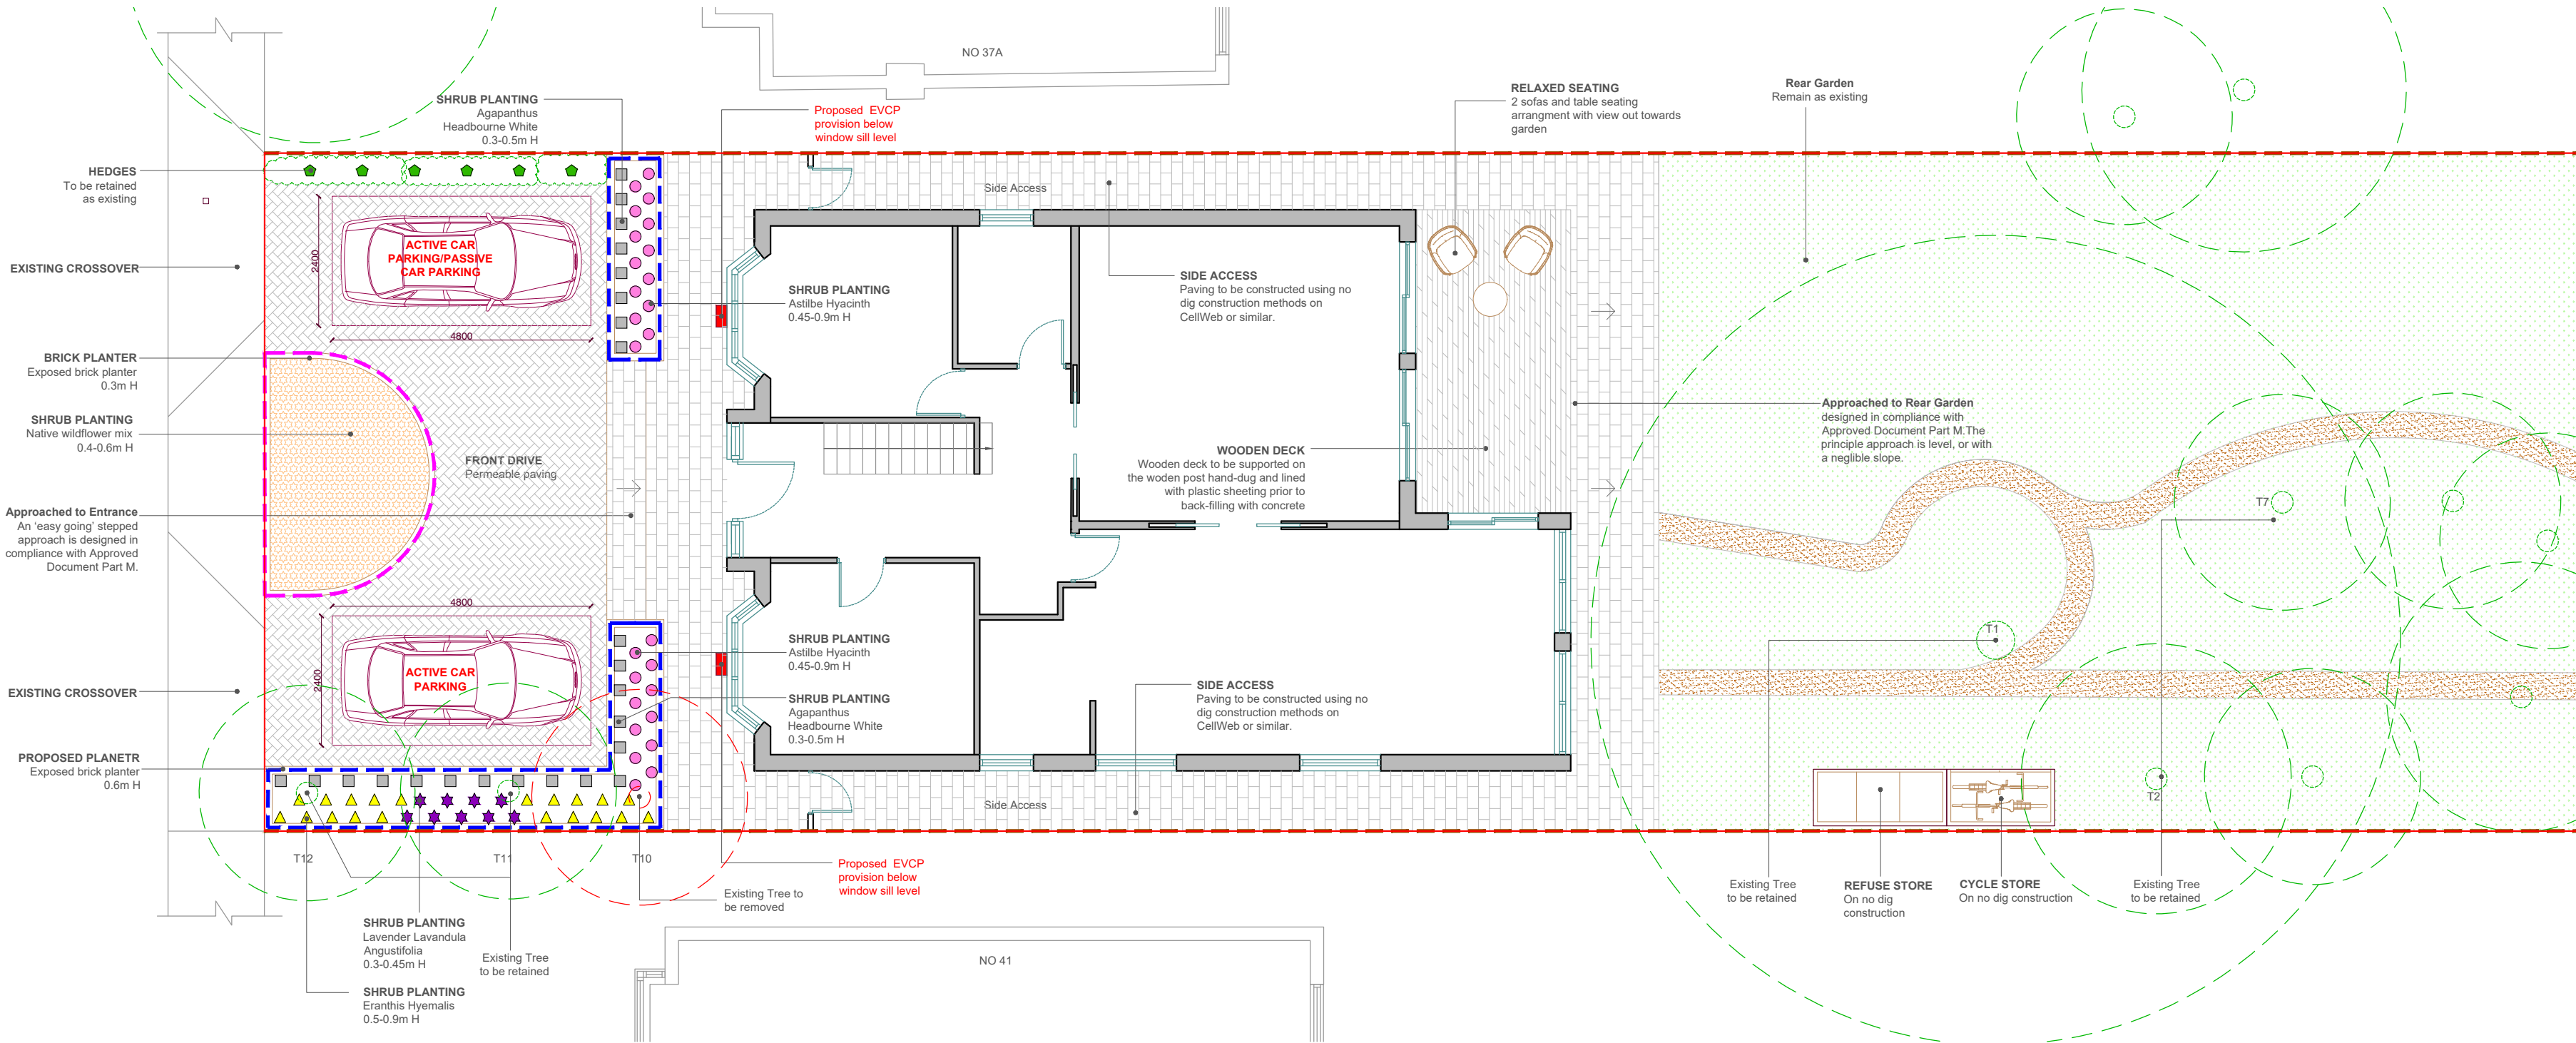 NO 37A
SHRUB PLANTING
Agapanthus
Headbourne White
0.3-0.5m H
Proposed EVCP
provision below
window sill level
RELAXED SEATING
2 sofas and table seating
arrangment with view out towards
garden
Rear Garden
Remain as existing
HEDGES
To be retained
as existing
Side Access
EXISTING CROSSOVER
2400
ACTIVE CAR
PARKING/PASSIVE
CAR PARKING
4800
SHRUB PLANTING
Astilbe Hyacinth
0.45-0.9m H
SIDE ACCESS
Paving to be constructed using no
dig construction methods on
CellWeb or similar.
BRICK PLANTER
Exposed brick planter
0.3m H
SHRUB PLANTING
Native wildflower mix
0.4-0.6m H
FRONT DRIVE
Permeable paving
WOODEN DECK
Wooden deck to be supported on
the woden post hand-dug and lined
with plastic sheeting prior to
back-filling with concrete
Approached to Rear Garden
designed in compliance with
Approved Document Part M.The
principle approach is level, or with
a neglible slope.
Approached to Entrance
An 'easy going' stepped
approach is designed in
compliance with Approved
Document Part M.
T7
T1
4800
2400
ACTIVE CAR
PARKING
SHRUB PLANTING
Astilbe Hyacinth
0.45-0.9m H
EXISTING CROSSOVER
SHRUB PLANTING
Agapanthus
Headbourne White
0.3-0.5m H
SIDE ACCESS
Paving to be constructed using no
dig construction methods on
CellWeb or similar.
PROPOSED PLANETR
Exposed brick planter
0.6m H
Side Access
T2
T12
T11
T10
Proposed EVCP
provision below
window sill level
Existing Tree to
be removed
Existing Tree
to be retained
REFUSE STORE
On no dig
construction
CYCLE STORE
On no dig construction
Existing Tree
to be retained
SHRUB PLANTING
Lavender Lavandula
Angustifolia
0.3-0.45m H
Existing Tree
to be retained
NO 41
SHRUB PLANTING
Eranthis Hyemalis
0.5-0.9m H